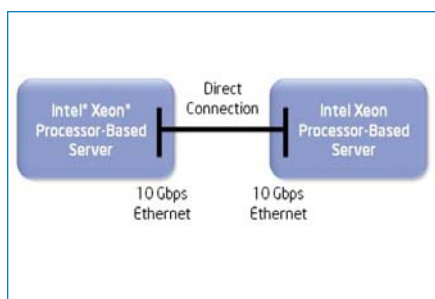 Intel® Xeon®
Processor-Based
Server
Direct
Connection
Intel Xeon
Processor-Based
Server
10 Gbps
Ethernet
10 Gbps
Ethernet